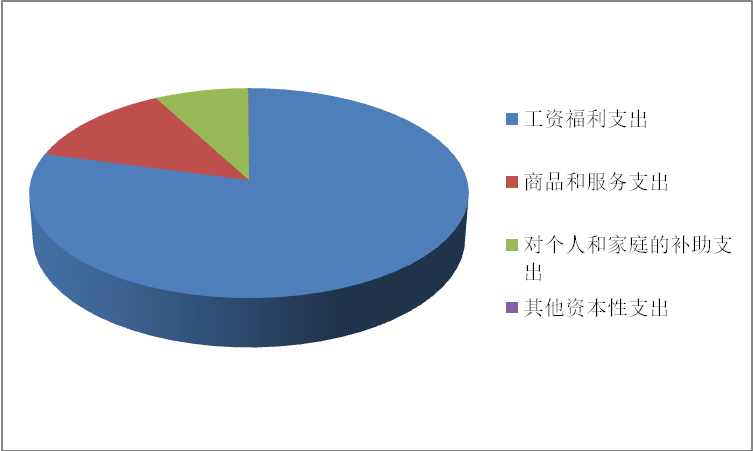 工资福利支出
商品和服务支出
对个人和家庭的补助支
出
其他资本性支出